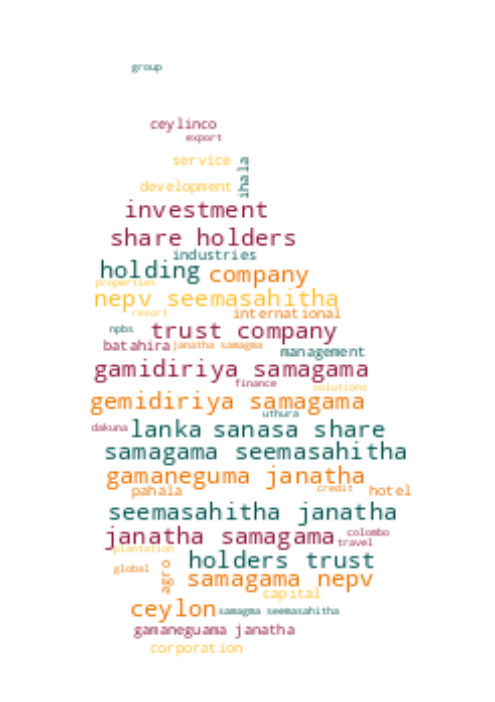 group
ceylinco
export
service
ihala
development
investment
share holders
industries
holding company
properties
nepv seemasahitha
resort international
npbs trust company
batahira janatha samagma
management
gamidiriya samagama
finance solutions
gemidiriya samagama
uthura
dakuna lanka sanasa share
samagama seemasahitha
gamaneguma janatha
pahala credit hotel
seemasahitha janatha
janatha samagama colombo
travel
plantation
holders trust
global agro samagama nepv
capital
ceylon samagma seemasahitha
gamaneguama janatha
corporation